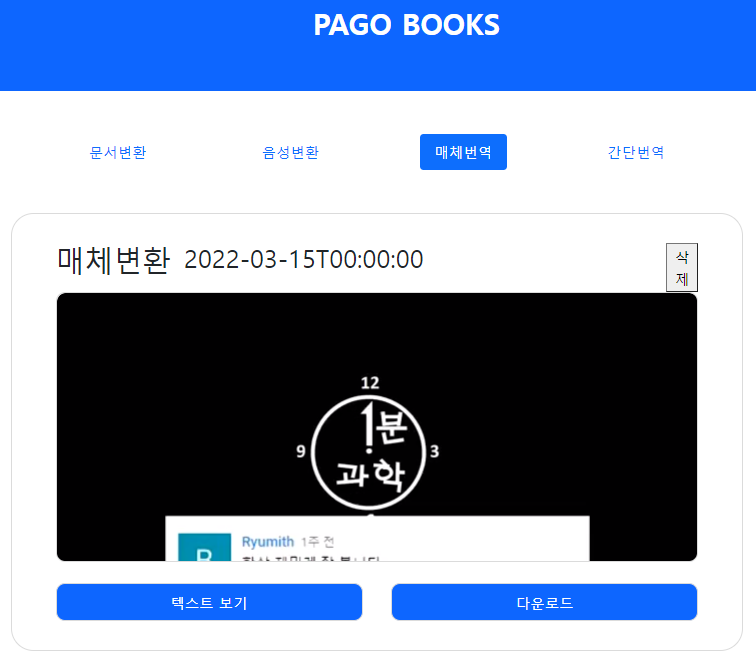 PAGO BOOKS
문서변환 음성변환 매체번역 간단번역
매체변환 2022-03-15T00:00:00
삭
제
12
1분
9 3
과학
Ryumith 1주 전
R
텍스트 보기 다운로드